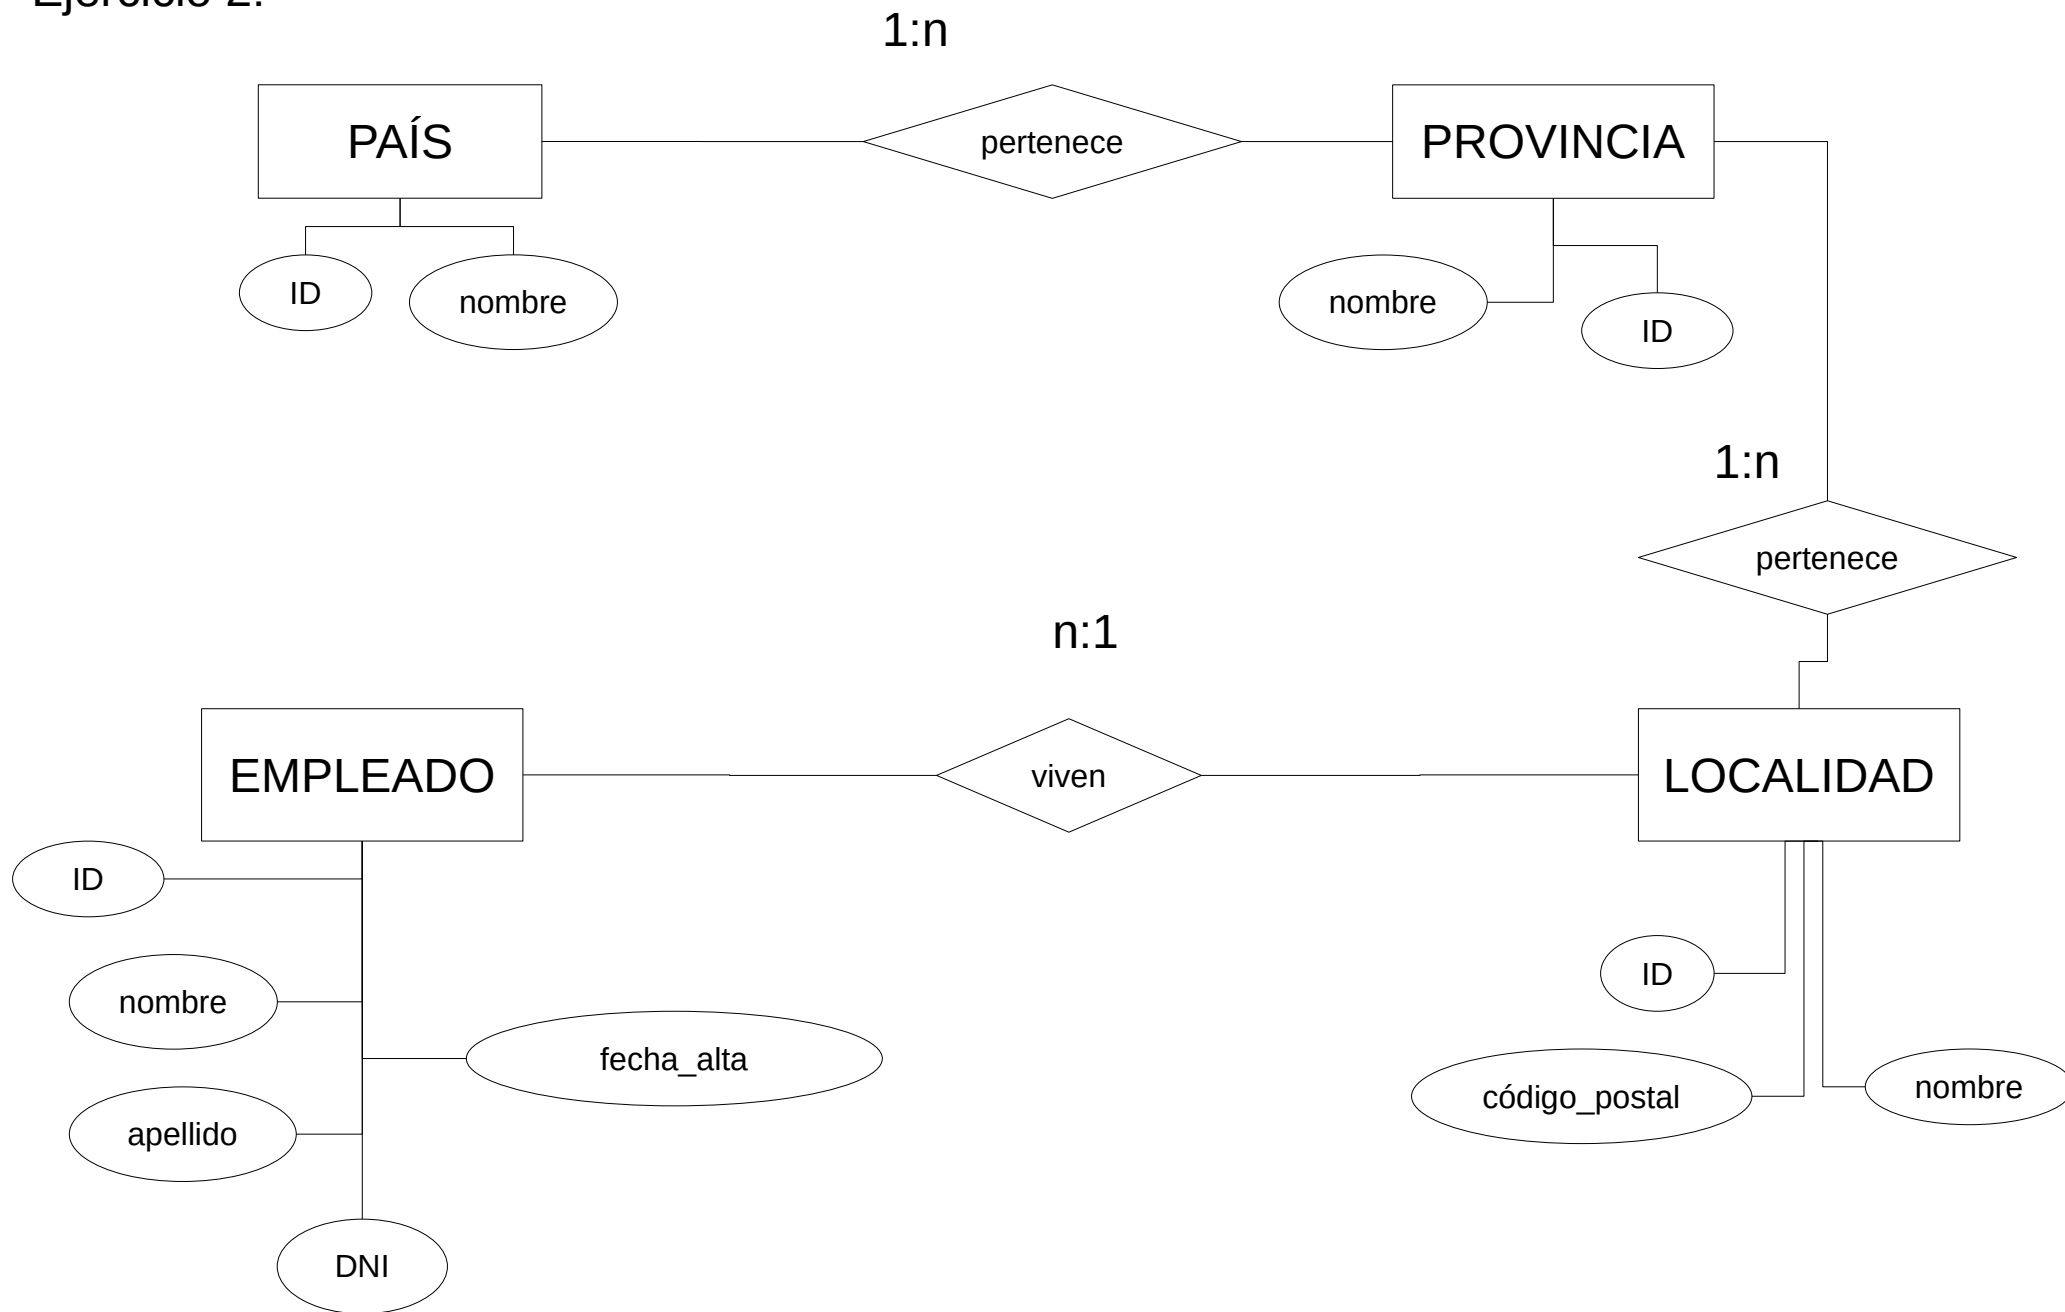 Ejercicio 2:
1:n
PAÍS
pertenece
PROVINCIA
ID
nombre
nombre
ID
1:n
pertenece
n:1
EMPLEADO
viven
LOCALIDAD
ID
ID
nombre
fecha_alta
código_postal
nombre
apellido
DNI